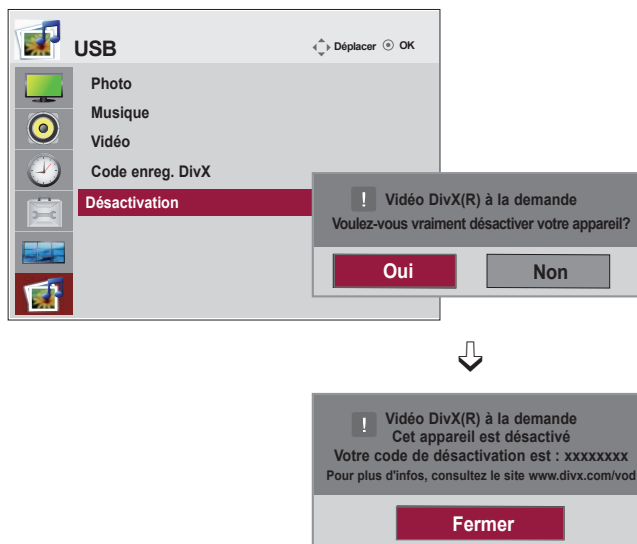 USB
Déplacer OK
Photo
Musique
Vidéo
Code enreg. DivX
Désactivation
! Vidéo DivX(R) à la demande
Voulez-vous vraiment désactiver votre appareil?
Oui Non
! Vidéo DivX(R) à la demande
Cet appareil est désactivé
Votre code de désactivation est : xxxxxxxx
Pour plus d'infos, consultez le site www.divx.com/vod
Fermer